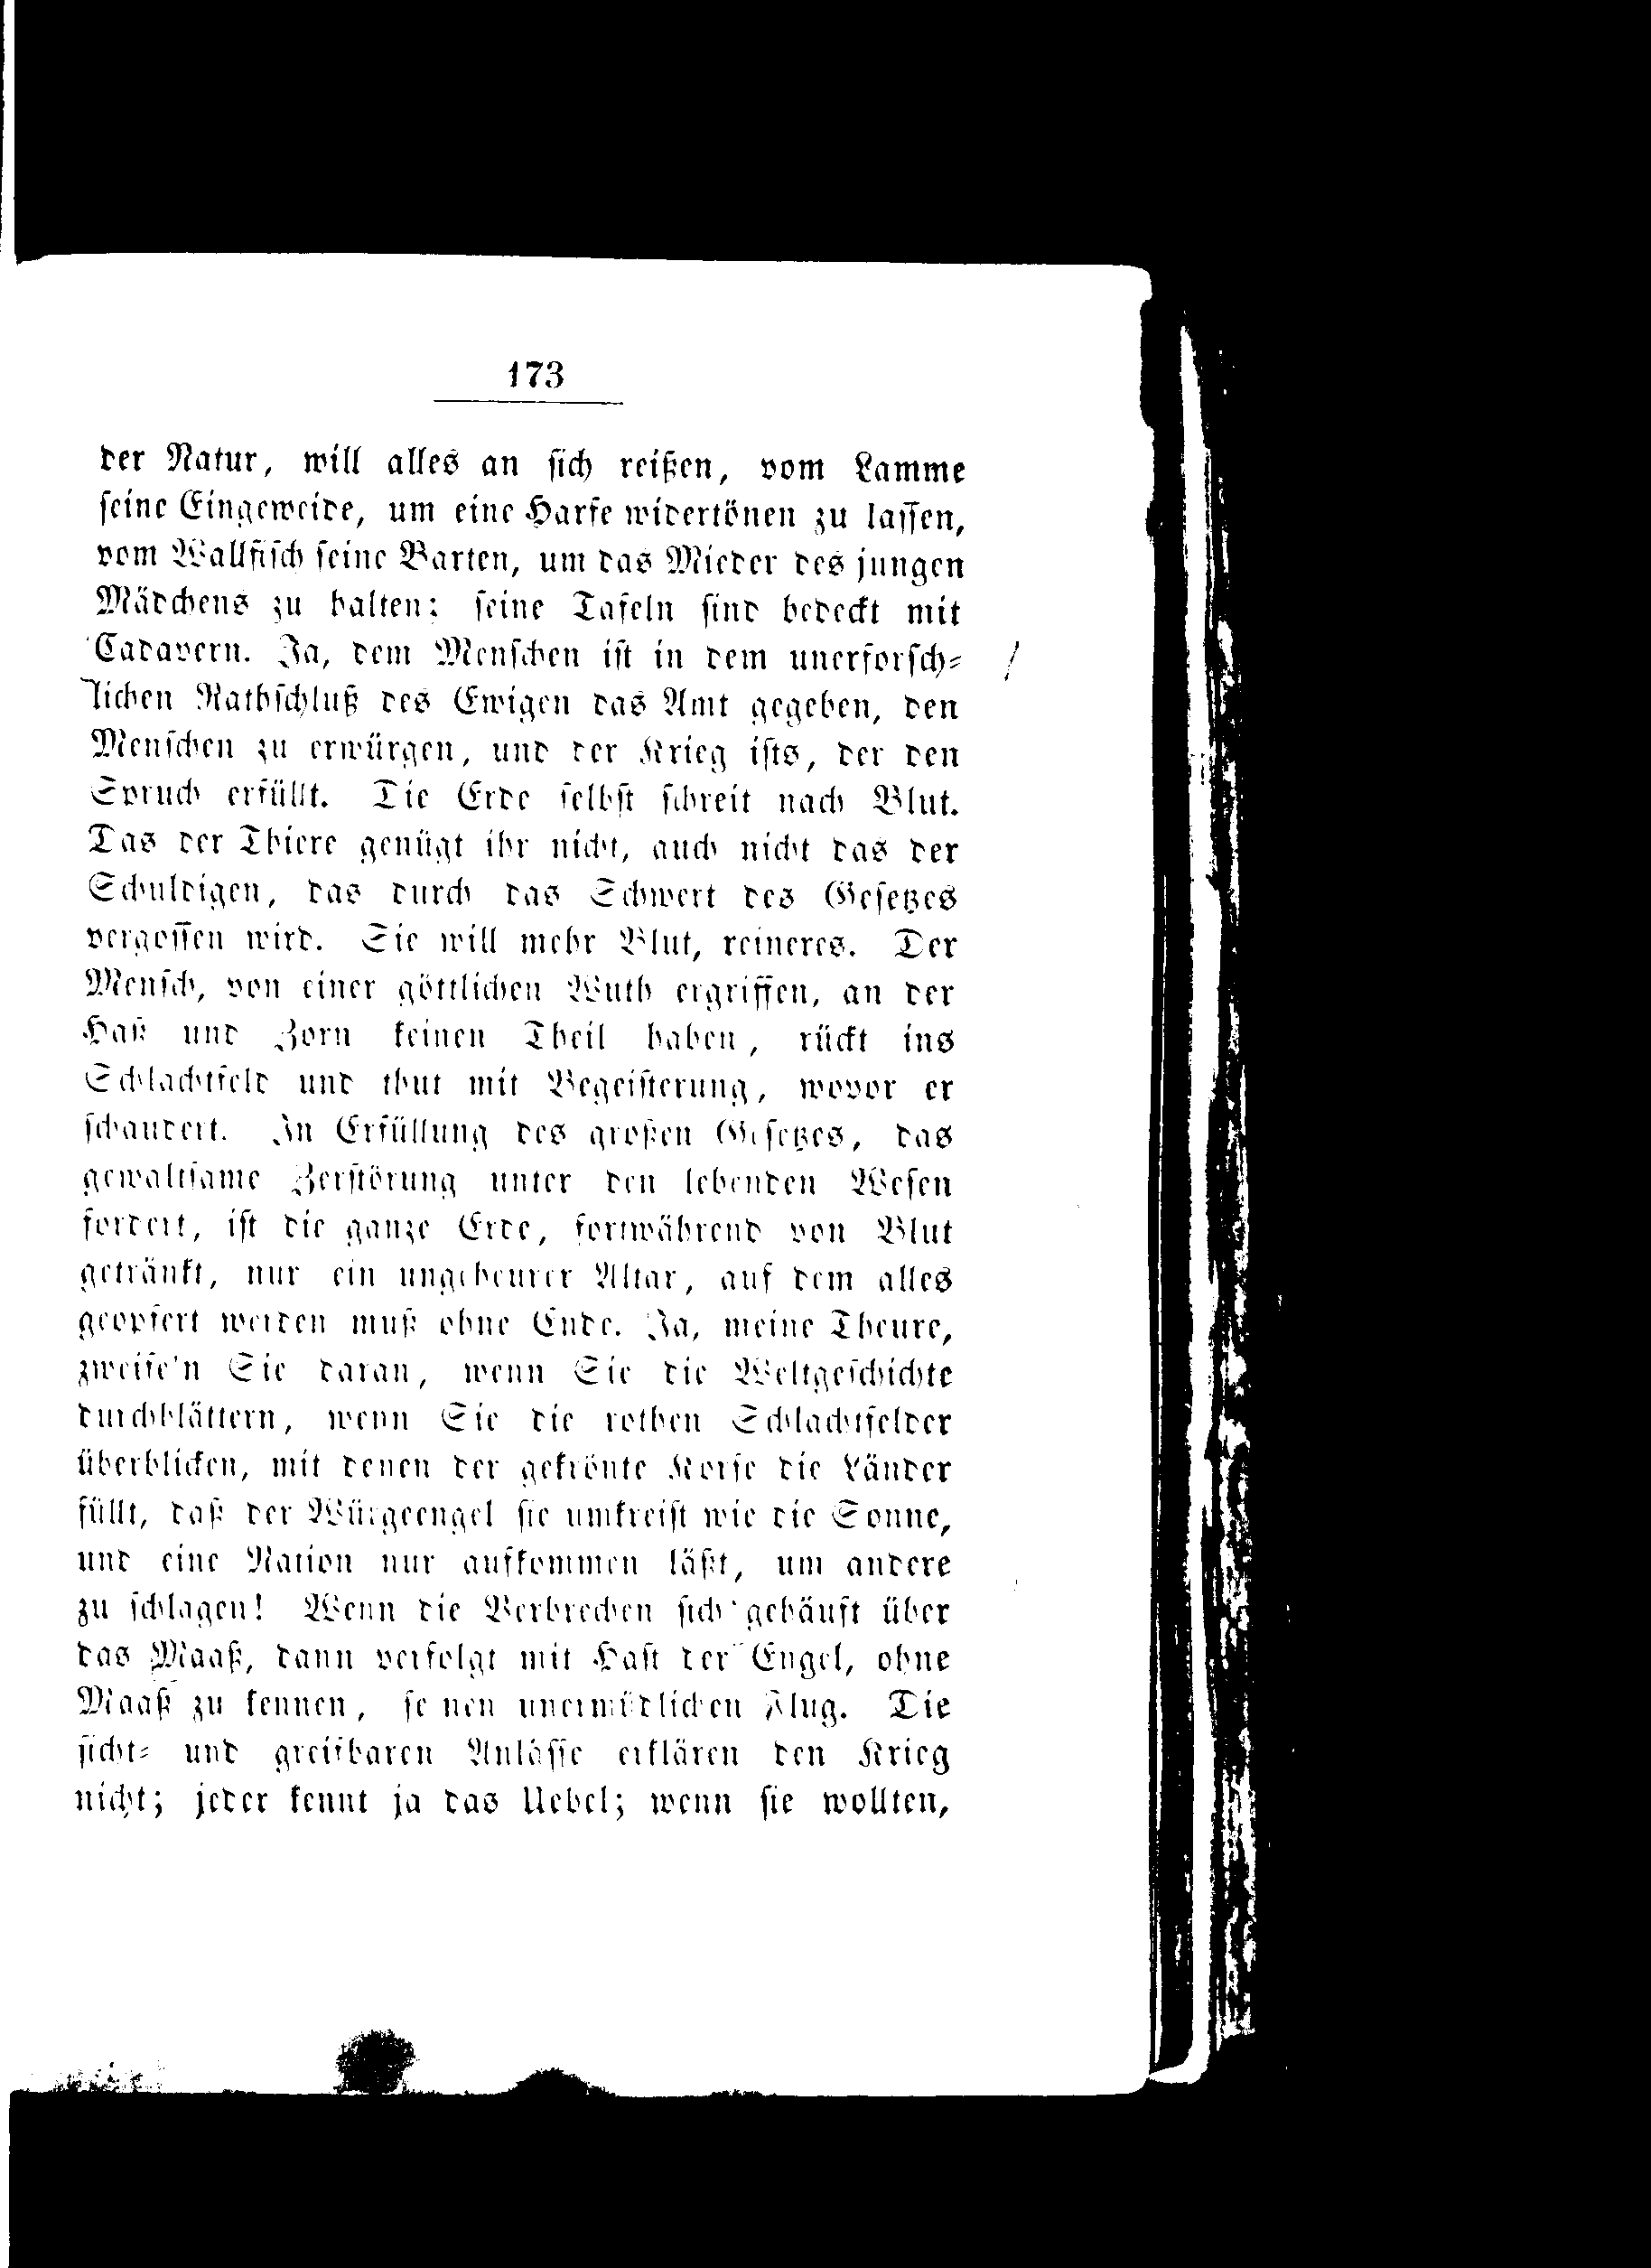 173
der Natur, will alles an sich reißen, vom Lamme
seine Eingeweide, um eine Harfe widertönen zu lassen,
vom Wallfisch seine Barten, um das Mieder des jungen
Mädchens zu halten; seine Tafeln sind bedeckt mit
Cadavern. Ja, dem Menschen ist in dem unerforsch-
lichen Rathschluß des Ewigen das Amt gegeben, den
Menschen zu erwürgen, und der Krieg ists, der den
Spruch erfüllt. Die Erde selbst schreit nach Blut.
Das der Thiere genügt ihr nicht, auch nicht das der
Schuldigen, das durch das Schwert des Gesetzes
vergossen wird. Sie will mehr Blut, reineres. Der
Mensch, von einer göttlichen Wuth ergriffen, an der
Haß und Zorn keinen Theil haben, rückt ins
Schlachtfeld und thut mit Begeisterung, wovor er
schaudert. In Erfüllung des großen Gesetzes, das
gewaltsame Zerstörung unter den lebenden Wesen
fordert, ist die ganze Erde, fortwährend von Blut
getränkt, nur ein ungeheurer Altar, auf dem alles
geopfert werden muß ohne Ende. Ja, meine Theure,
zweifeln Sie daran, wenn Sie die Weltgeschichte
durchblättern, wenn Sie die rothen Schlachtfelder
überblicken, mit denen der gekrönte Korse die Länder
füllt, daß der Würgeengel sie umkreist wie die Sonne,
und eine Nation nur aufkommen läßt, um andere
zu schlagen! Wenn die Verbrechen sich gehäuft über
das Maaß, dann verfolgt mit Hast der Engel, ohne
Maaß zu kennen, seinen unermüdlichen Flug. Die
sicht- und greifbaren Anlässe erklären den Krieg
nicht; jeder kennt ja das Uebel; wenn sie wollten,